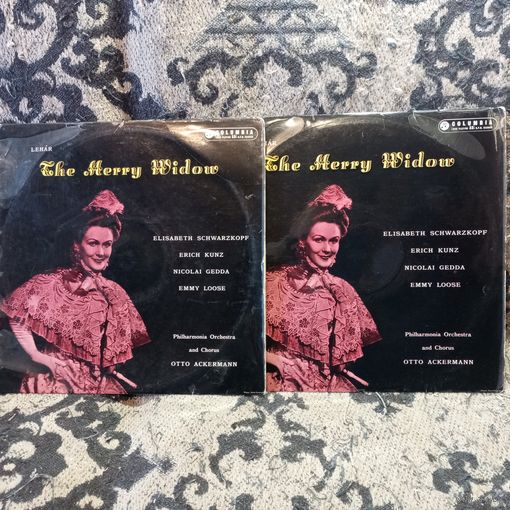 COLUMBIA
LEHÁR
The Merry Widow
ELISABETH SCHWARZKOPF
ERICH KUNZ
NICOLAI GEDDA
EMMY LOOSE
Philharmonia Orchestra
and Chorus
OTTO ACKERMANN
COLUMBIA
The Merry Widow
ELISABETH SCHWARZKOPF
ERICH KUNZ
NICOLAI GEDDA
EMMY LOOSE
Philharmonia Orchestra
and Chorus
OTTO ACKERMANN